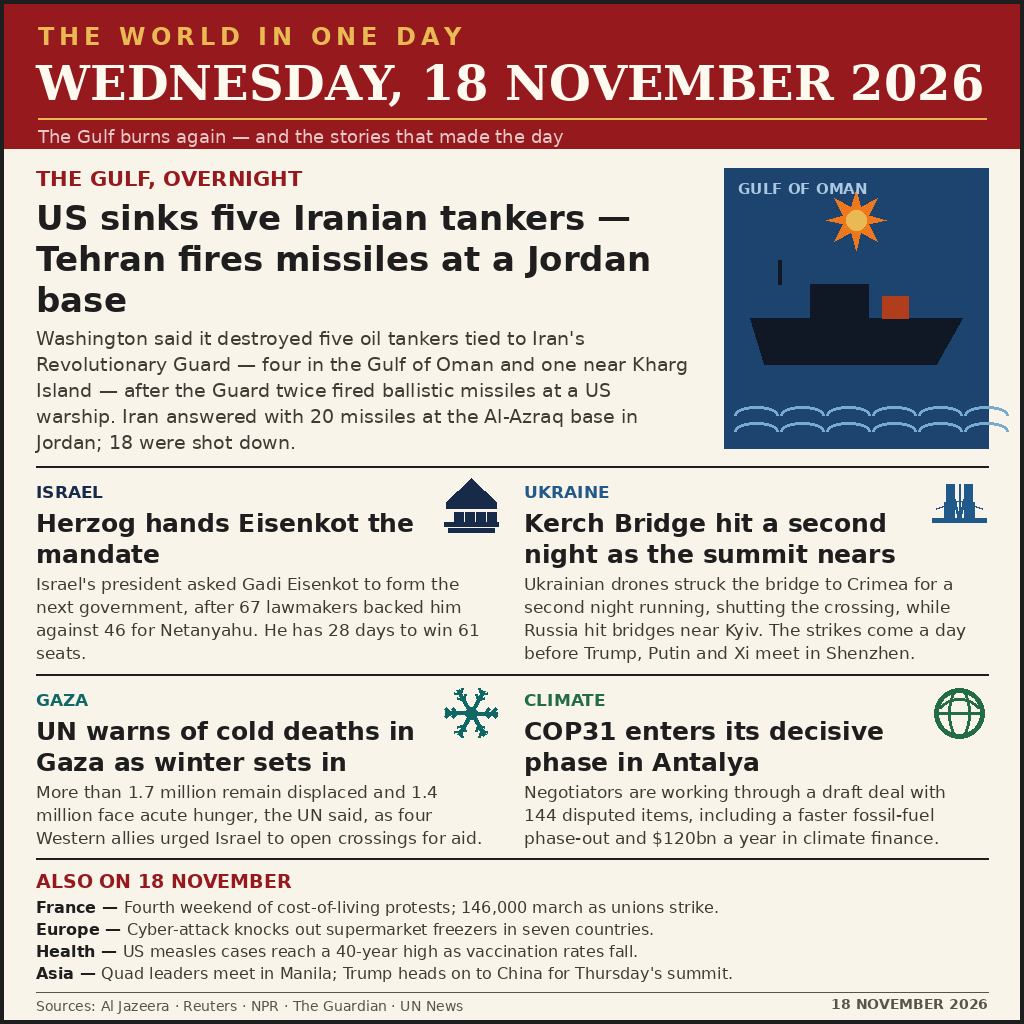 THE WORLD IN ONE DAY
WEDNESDAY, 18 NOVEMBER 2026
The Gulf burns again — and the stories that made the day
THE GULF, OVERNIGHT
US sinks five Iranian tankers —
Tehran fires missiles at a Jordan
base
Washington said it destroyed five oil tankers tied to Iran's
Revolutionary Guard — four in the Gulf of Oman and one near Kharg
Island — after the Guard twice fired ballistic missiles at a US
warship. Iran answered with 20 missiles at the Al-Azraq base in
Jordan; 18 were shot down.
GULF OF OMAN
ISRAEL
Herzog hands Eisenkot the
mandate
Israel's president asked Gadi Eisenkot to form the
next government, after 67 lawmakers backed him
against 46 for Netanyahu. He has 28 days to win 61
seats.
UKRAINE
Kerch Bridge hit a second
night as the summit nears
Ukrainian drones struck the bridge to Crimea for a
second night running, shutting the crossing, while
Russia hit bridges near Kyiv. The strikes come a day
before Trump, Putin and Xi meet in Shenzhen.
GAZA
UN warns of cold deaths in
Gaza as winter sets in
More than 1.7 million remain displaced and 1.4
million face acute hunger, the UN said, as four
Western allies urged Israel to open crossings for aid.
CLIMATE
COP31 enters its decisive
phase in Antalya
Negotiators are working through a draft deal with
144 disputed items, including a faster fossil-fuel
phase-out and $120bn a year in climate finance.
ALSO ON 18 NOVEMBER
France — Fourth weekend of cost-of-living protests; 146,000 march as unions strike.
Europe — Cyber-attack knocks out supermarket freezers in seven countries.
Health — US measles cases reach a 40-year high as vaccination rates fall.
Asia — Quad leaders meet in Manila; Trump heads on to China for Thursday's summit.
Sources: Al Jazeera · Reuters · NPR · The Guardian · UN News
18 NOVEMBER 2026